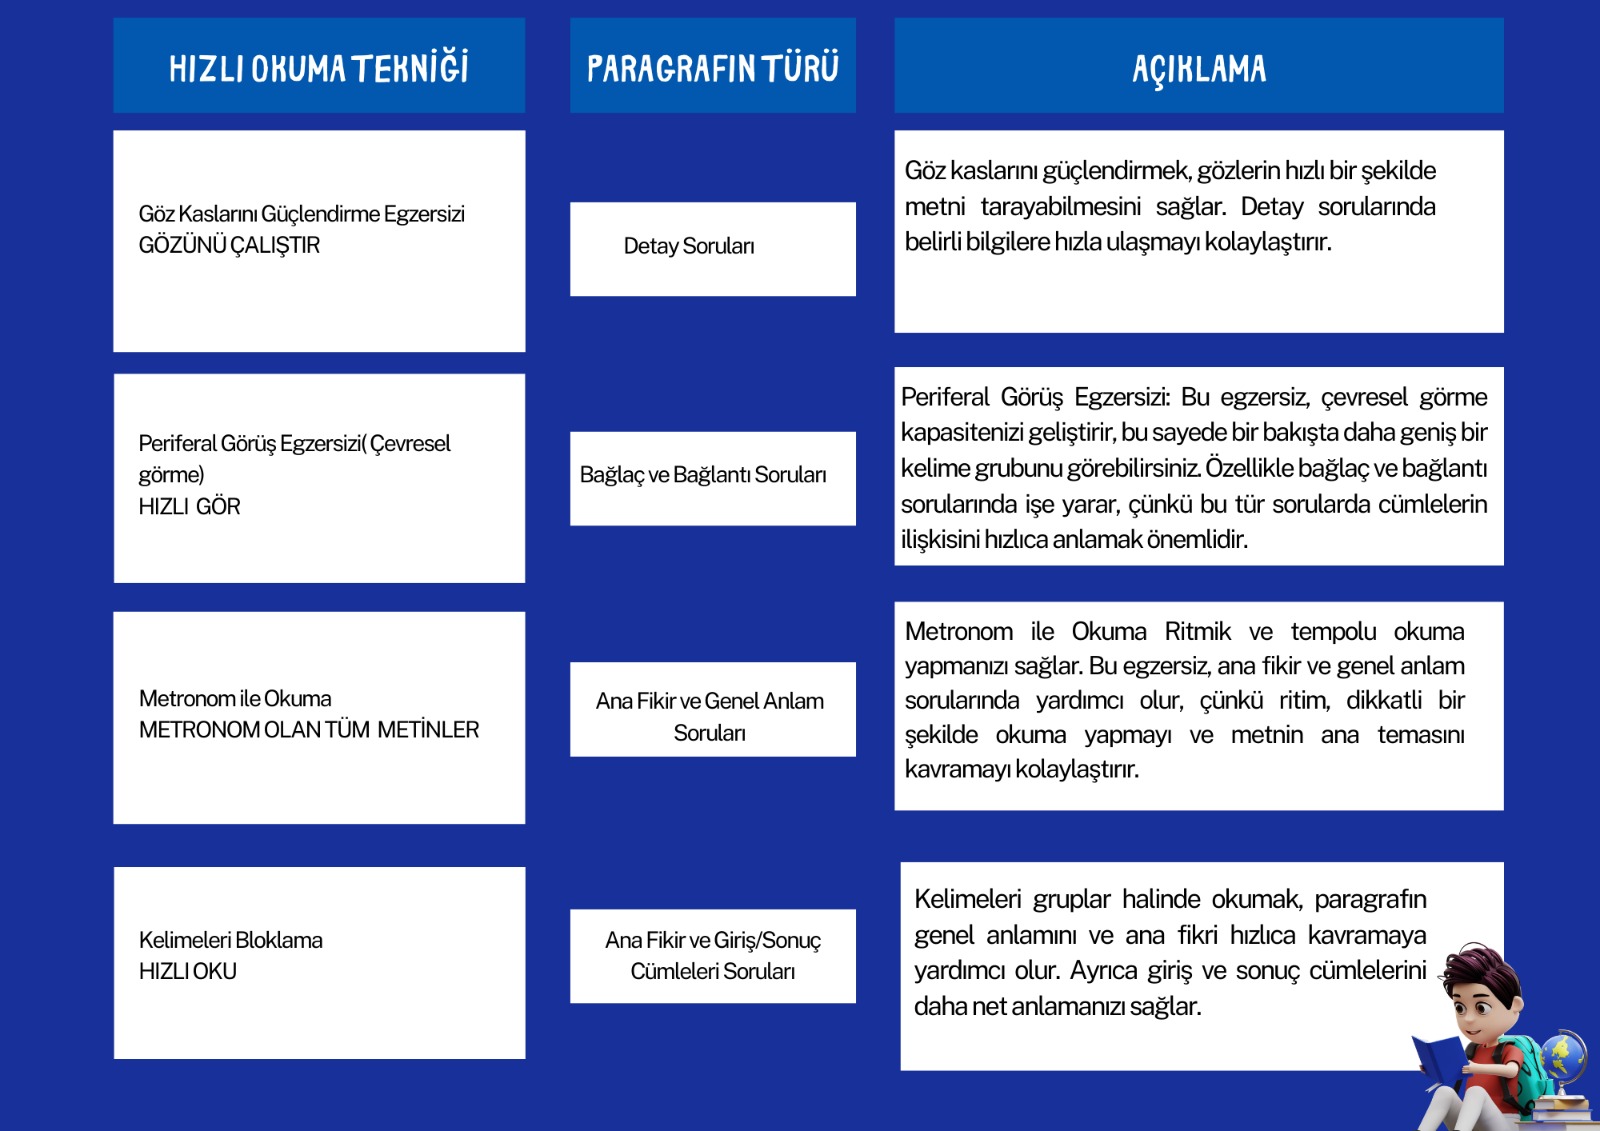 HIZLI OKUMA TEKNİĞİ
PARAGRAFIN TÜRÜ
AÇIKLAMA
Göz Kaslarını Güçlendirme Egzersizi
GÖZÜNÜ ÇALIŞTIR
Detay Soruları
Göz kaslarını güçlendirmek, gözlerin hızlı bir şekilde
metni tarayabilmesini sağlar. Detay sorularında
belirli bilgilere hızla ulaşmayı kolaylaştırır.
Periferal Görüş Egzersizi( Çevresel
görme)
HIZLI GÖR
Bağlaç ve Bağlantı Soruları
Periferal Görüş Egzersizi: Bu egzersiz, çevresel görme
kapasitenizi geliştirir, bu sayede bir bakışta daha geniş bir
kelime grubunu görebilirsiniz. Özellikle bağlaç ve bağlantı
sorularında işe yarar, çünkü bu tür sorularda cümlelerin
ilişkisini hızlıca anlamak önemlidir.
Metronom ile Okuma
METRONOM OLAN TÜM METİNLER
Ana Fikir ve Genel Anlam
Soruları
Metronom ile Okuma Ritmik ve tempolu okuma
yapmanızı sağlar. Bu egzersiz, ana fikir ve genel anlam
sorularında yardımcı olur, çünkü ritim, dikkatli bir
şekilde okuma yapmayı ve metnin ana temasını
kavramayı kolaylaştırır.
Kelimeleri Bloklama
HIZLI OKU
Ana Fikir ve Giriş/Sonuç
Cümleleri Soruları
Kelimeleri gruplar halinde okumak, paragrafın
genel anlamını ve ana fikri hızlıca kavramaya
yardımcı olur. Ayrıca giriş ve sonuç cümlelerini
daha net anlamanızı sağlar.